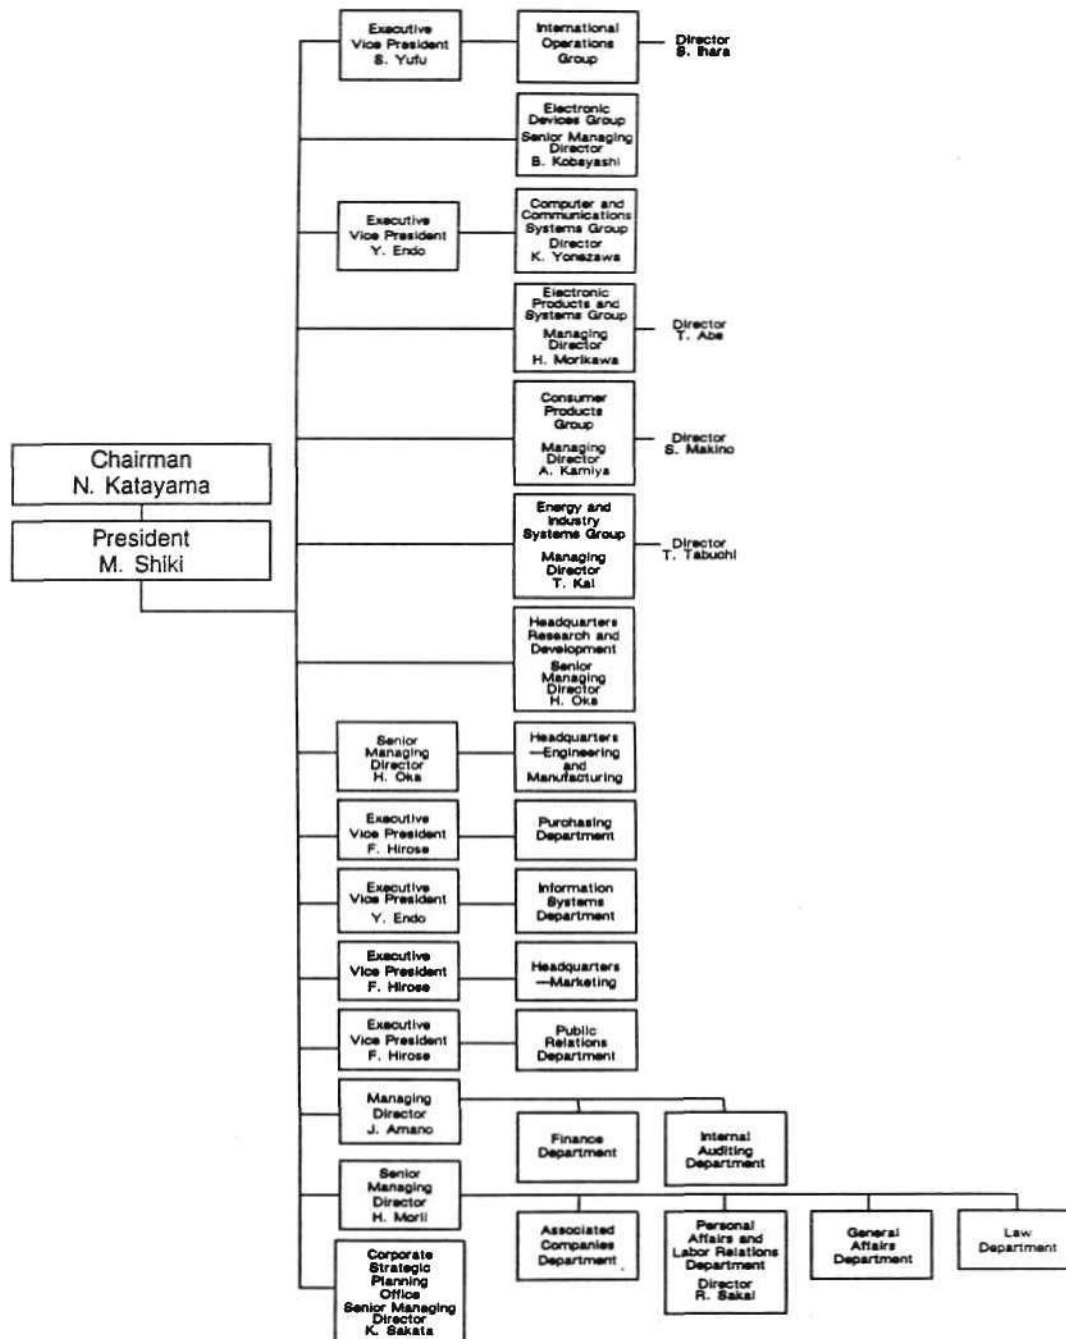 Executive
Vice President
S. Yufu
International
Operations
Group
Director
S. Ihara
Electronic
Devices Group
Senior Managing
Director
B. Kobayashi
Executive
Vice President
Y. Endo
Computer and
Communications
Systems Group
Director
K. Yonezawa
Electronic
Products and
Systems Group
Managing
Director
H. Morikawa
Director
T. Abe
Consumer
Products
Group
Managing
Director
A. Kamiya
Director
S. Makino
Chairman
N. Katayama
President
M. Shiki
Energy and
Industry
Systems Group
Managing
Director
T. Kai
Director
T. Tabuchi
Headquarters
Research and
Development
Senior
Managing
Director
H. Oka
Senior
Managing
Director
H. Oka
Headquarters
—Engineering
and
Manufacturing
Executive
Vice President
F. Hirose
Purchasing
Department
Executive
Vice President
Y. Endo
Information
Systems
Department
Executive
Vice President
F. Hirose
Headquarters
—Marketing
Executive
Vice President
F. Hirose
Public
Relations
Department
Managing
Director
J. Amano
Finance
Department
Internal
Auditing
Department
Senior
Managing
Director
H. Morii
Associated
Companies
Department
Personal
Affairs and
Labor Relations
Department
Director
R. Sakai
General
Affairs
Department
Law
Department
Corporate
Strategic
Planning
Office
Senior Managing
Director
K. Sakata